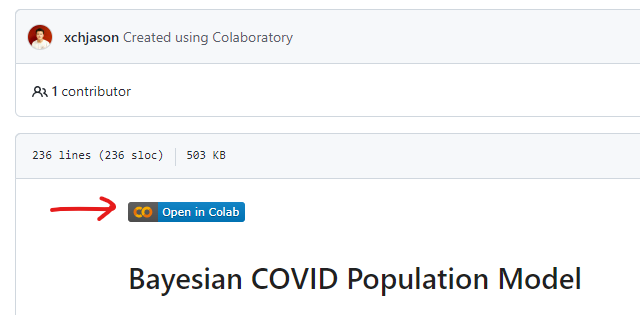 xchjason Created using Colaboratory
1 contributor
236 lines (236 sloc) 503 KB
Open in Colab
Bayesian COVID Population Model